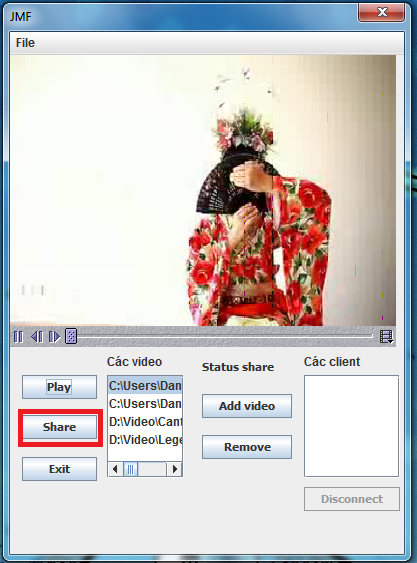 JMF
File
Các video
Status share
Các client
Play
C:\Users\Dan
C:\Users\Dan
Share
D:\Video\Cant
D:\Video\Lege
Add video
Exit
Remove
Disconnect